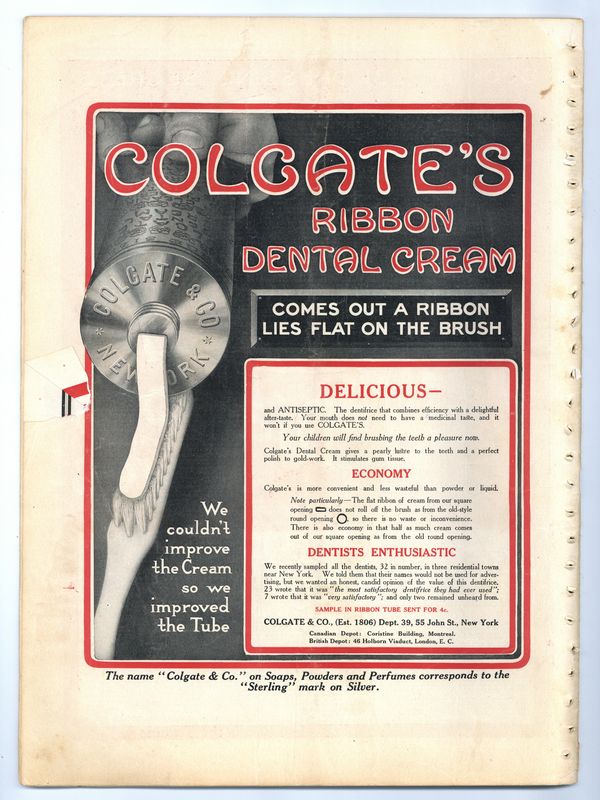 COLGATE'S
RIBBON
DENTAL CREAM
COLGATE & CO.
* NEW YORK *
COMES OUT A RIBBON
LIES FLAT ON THE BRUSH
DELICIOUS—
and ANTISEPTIC. The dentifrice that combines efficiency with a delightful
after-taste. Your mouth does not need to have a medicinal taste, and it
won't if you use COLGATE'S.
Your children will find brushing the teeth a pleasure now.
Colgate's Dental Cream gives a pearly lustre to the teeth and a perfect
polish to gold-work. It stimulates gum tissue.
ECONOMY
Colgate's is more convenient and less wasteful than powder or liquid.
Note particularly—The flat ribbon of cream from our square
opening does not roll off the brush as from the old-style
round opening, so there is no waste or inconvenience.
There is also economy in that half as much cream comes
out of our square opening as from the old round opening.
DENTISTS ENTHUSIASTIC
We recently sampled all the dentists, 32 in number, in three residential towns
near New York. We told them that their names would not be used for adver-
tising, but we wanted an honest, candid opinion of the value of this dentifrice.
23 wrote that it was "the most satisfactory dentifrice they had ever used";
7 wrote that it was "very satisfactory"; and only two remained unheard from.
SAMPLE IN RIBBON TUBE SENT FOR 4c.
COLGATE & CO., (Est. 1806) Dept. 39, 55 John St., New York
Canadian Depot: Coristine Building, Montreal.
British Depot: 46 Holborn Viaduct, London, E. C.
We
couldn't
improve
the Cream
so we
improved
the Tube
The name "Colgate & Co." on Soaps, Powders and Perfumes corresponds to the
"Sterling" mark on Silver.